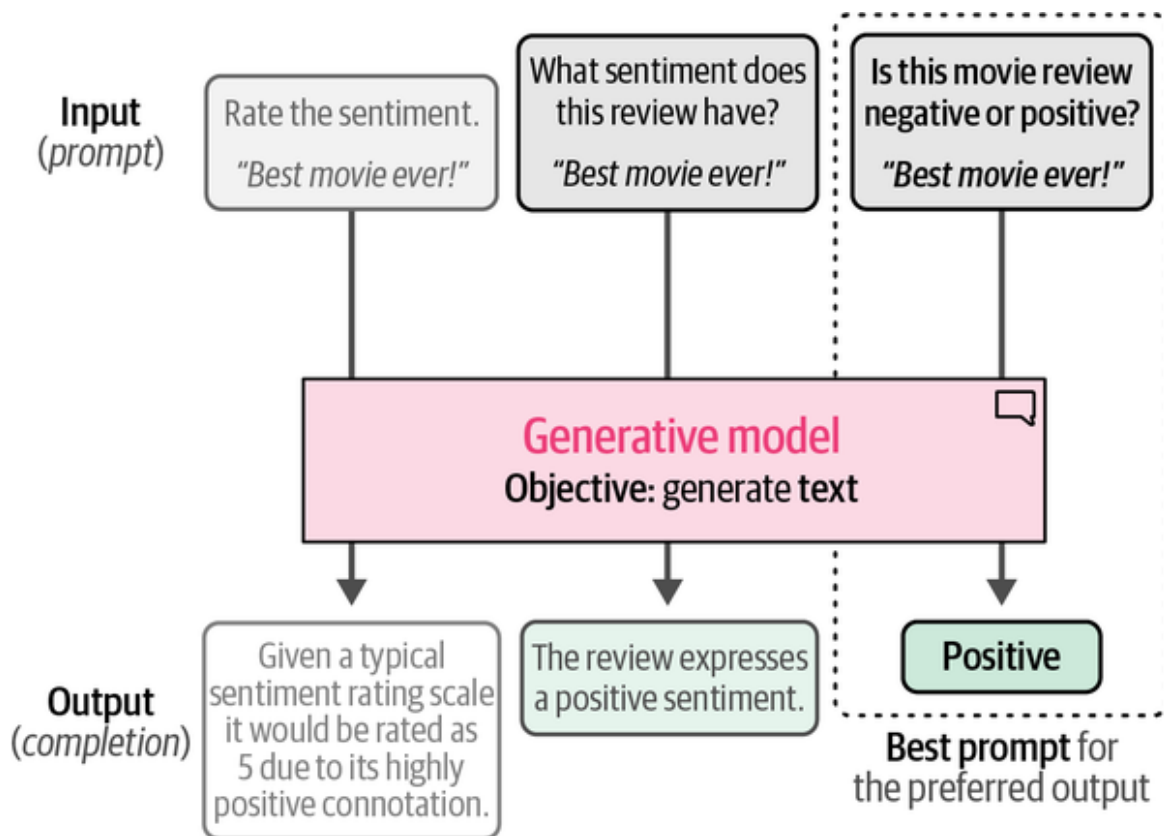 Input
(prompt)
Rate the sentiment.
“Best movie ever!”
What sentiment does
this review have?
“Best movie ever!”
Is this movie review
negative or positive?
“Best movie ever!”
Generative model
Objective: generate text
Output
(completion)
Given a typical
sentiment rating scale
it would be rated as
5 due to its highly
positive connotation.
The review expresses
a positive sentiment.
Positive
Best prompt for
the preferred output